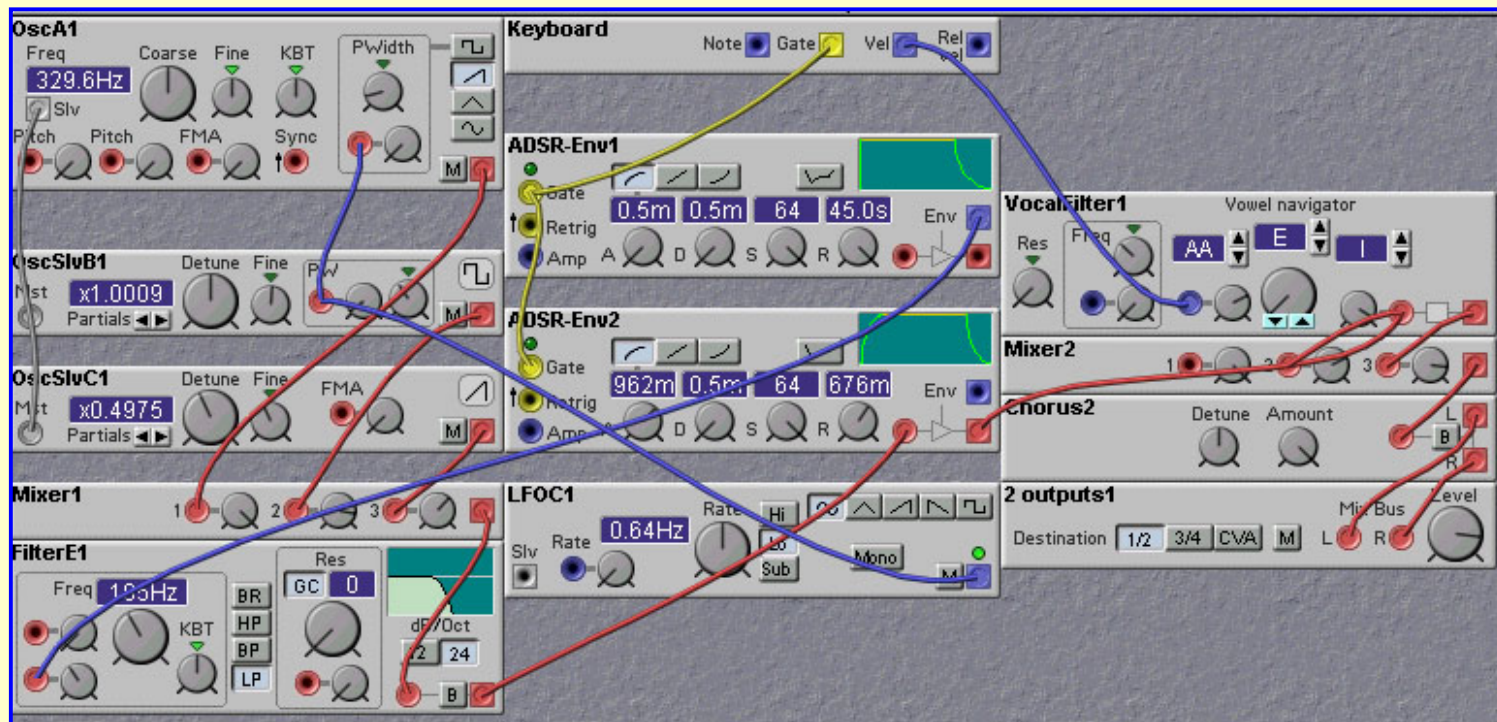 OscA1
Freq Coarse Fine KBT PWidth
329.6Hz
Slv
Pitch Pitch FMA Sync
M
OscSlvB1
Detune Fine PW
Mst x1.0009
Partials M
OscSlvC1
Detune Fine FMA
Mst x0.4975
Partials M
Mixer1
1 2 3
FilterE1
Freq Res
GC 0
BR
KBT HP
BP
LP
dB/Oct
24
B
Keyboard
Note Gate Vel Rel
Vel
ADSR-Env1
Gate
0.5m 0.5m 64 45.0s Env
Retrig
Amp A D S R
ADSR-Env2
Gate
962m 0.5m 64 676m Env
Retrig
Amp A D S R
LFOC1
Rate Hi
Slv Rate 0.64Hz Lo
Sub Mono M
VocalFilter1
Vowel navigator
Res Freq AA E I
Mixer2
1 2 3
Chorus2
Detune Amount L
B
R
2 outputs1
Mix Bus Level
Destination 1/2 3/4 CVA M L R